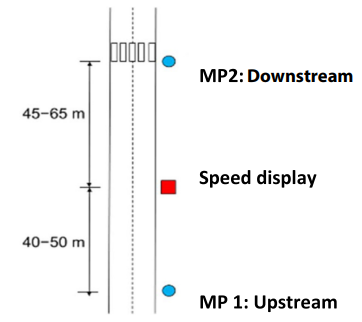 MP2: Downstream
45−65 m
Speed display
40−50 m
MP 1: Upstream